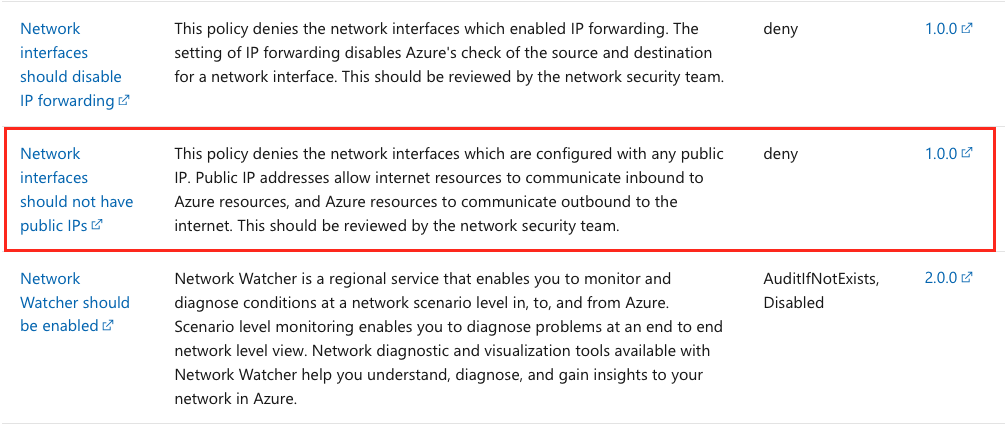 Network
interfaces
should disable
IP forwarding
This policy denies the network interfaces which enabled IP forwarding. The
setting of IP forwarding disables Azure's check of the source and destination
for a network interface. This should be reviewed by the network security team.
deny
1.0.0
Network
interfaces
should not have
public IPs
This policy denies the network interfaces which are configured with any public
IP. Public IP addresses allow internet resources to communicate inbound to
Azure resources, and Azure resources to communicate outbound to the
internet. This should be reviewed by the network security team.
deny
1.0.0
Network
Watcher should
be enabled
Network Watcher is a regional service that enables you to monitor and
diagnose conditions at a network scenario level in, to, and from Azure.
Scenario level monitoring enables you to diagnose problems at an end to end
network level view. Network diagnostic and visualization tools available with
Network Watcher help you understand, diagnose, and gain insights to your
network in Azure.
AuditIfNotExists,
Disabled
2.0.0